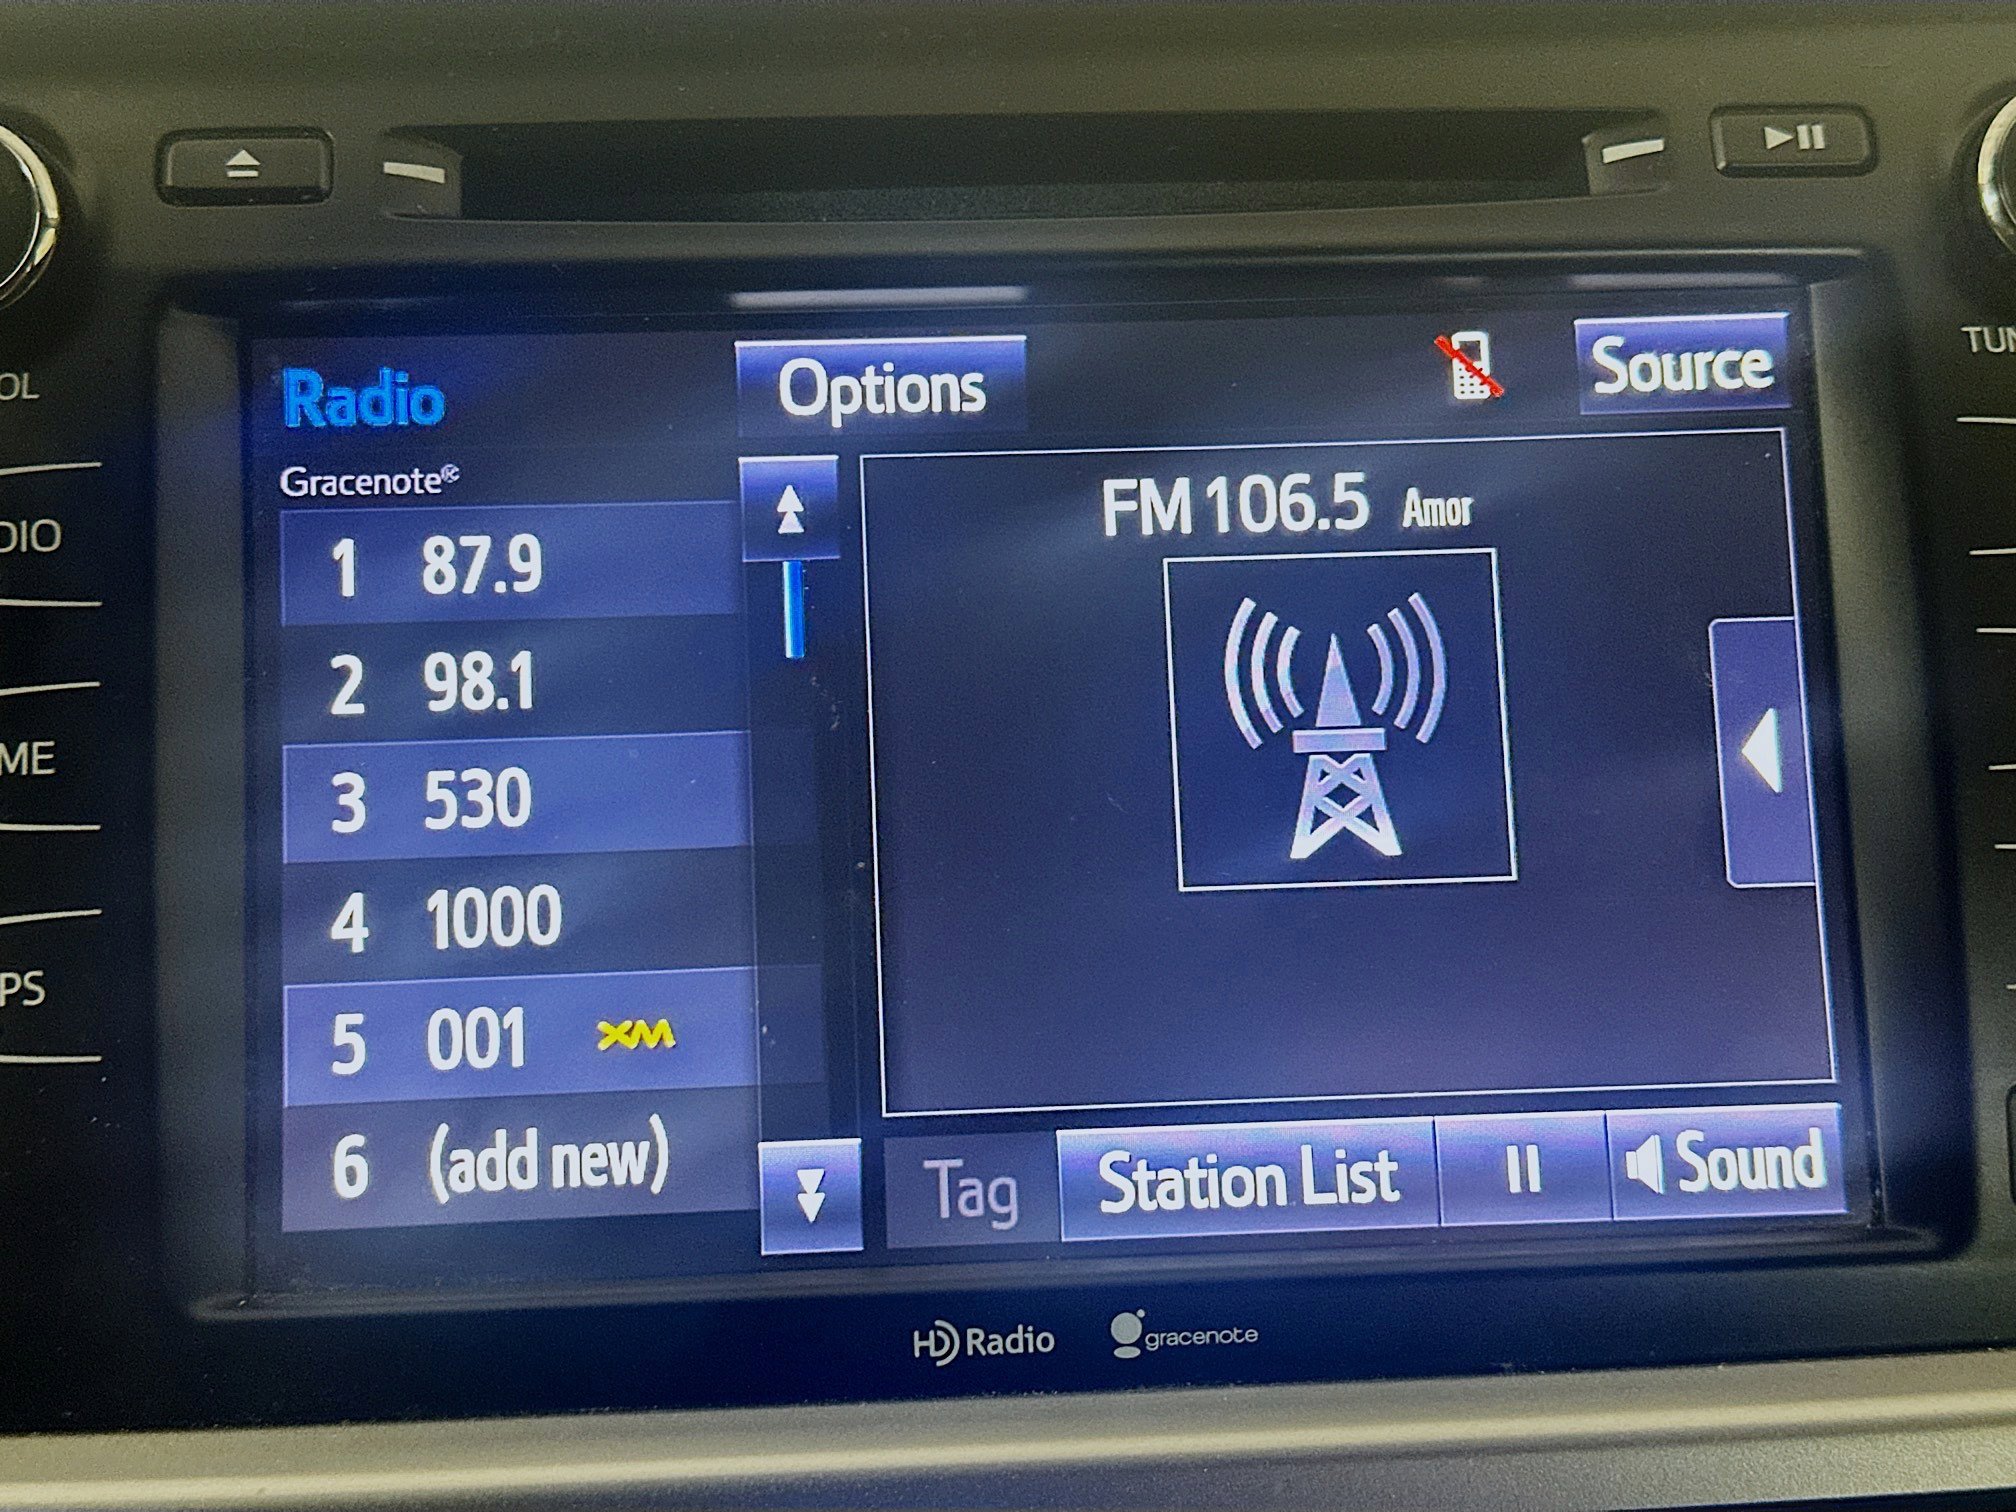 Radio
Options
Source
Gracenote®
FM 106.5 Amor
1 87.9
2 98.1
3 530
4 1000
5 001 XM
6 (add new)
Tag
Station List
Sound
HD Radio
gracenote
OL
DIO
ME
PS
TUN